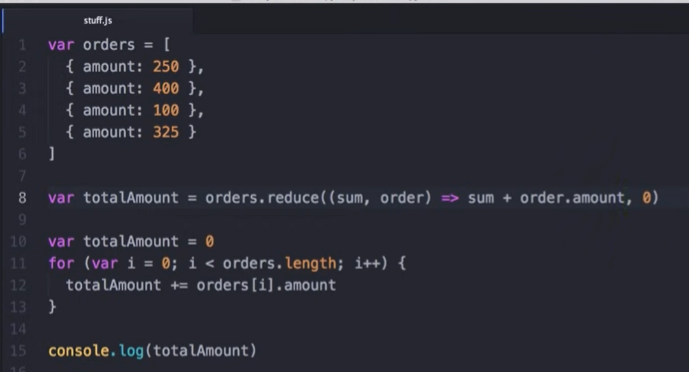 stuff.js
1 var orders = [
2 { amount: 250 },
3 { amount: 400 },
4 { amount: 100 },
5 { amount: 325 }
6 ]
7
8 var totalAmount = orders.reduce((sum, order) => sum + order.amount, 0)
9
10 var totalAmount = 0
11 for (var i = 0; i < orders.length; i++) {
12 totalAmount += orders[i].amount
13 }
14
15 console.log(totalAmount)